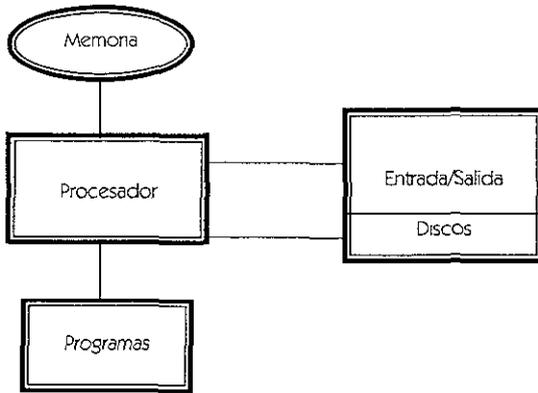 Memoria
Procesador
Entrada/Salida
Discos
Programas